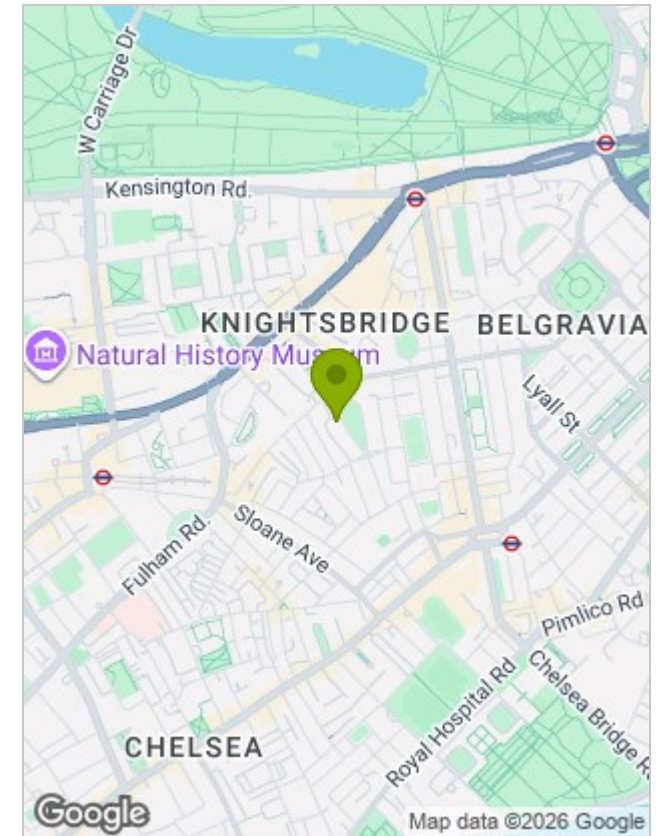 W Carriage Dr
Kensington Rd.
KNIGHTSBRIDGE
BELGRAVIA
Natural History Museum
Lyall St
Sloane Ave
Fulham Rd.
Pimlico Rd
Royal Hospital Rd
Chelsea Bridge R
CHELSEA
Google
Map data ©2026 Google